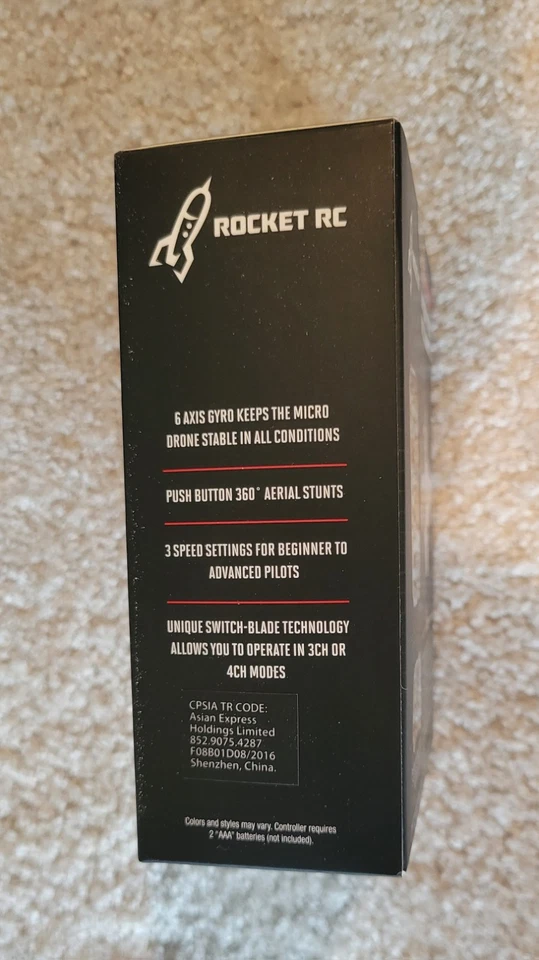 ROCKET RC
6 AXIS GYRO KEEPS THE MICRO
DRONE STABLE IN ALL CONDITIONS
PUSH BUTTON 360° AERIAL STUNTS
3 SPEED SETTINGS FOR BEGINNER TO
ADVANCED PILOTS
UNIQUE SWITCH-BLADE TECHNOLOGY
ALLOWS YOU TO OPERATE IN 3CH OR
4CH MODES
CPSIA TR CODE:
Asian Express
Holdings Limited
852.9075.4287
F08B01D08/2016
Shenzhen, China.
Colors and styles may vary. Controller requires
2 "AAA" batteries (not included).